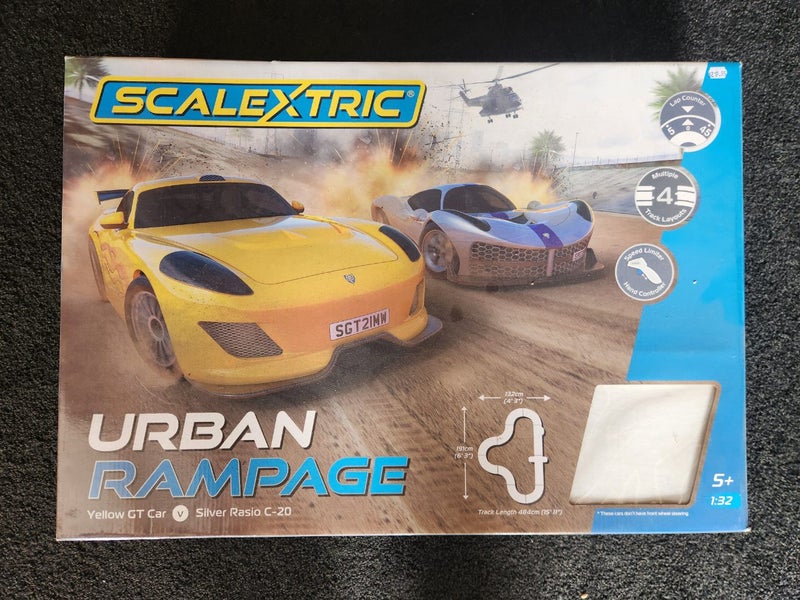 SCALEXTRIC®
Lap Counter
5 0 45
Multiple
4
Track Layouts
Speed Limiter
Hand Controller
SGT21MW
URBAN
RAMPAGE
Yellow GT Car v Silver Rasio C-20
132cm
(4' 3")
191cm
(6' 3")
Track Length 484cm (15' 11")
5+
1:32
*These cars don't have front wheel steering.